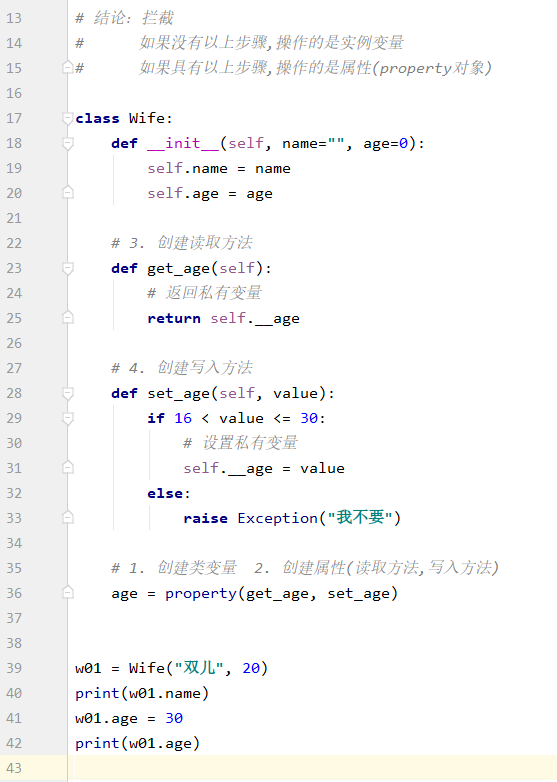 13 # 结论：拦截
14 #      如果没有以上步骤,操作的是实例变量
15 #      如果具有以上步骤,操作的是属性(property对象)
16
17 class Wife:
18     def __init__(self, name="", age=0):
19         self.name = name
20         self.age = age
21
22     # 3. 创建读取方法
23     def get_age(self):
24         # 返回私有变量
25         return self.__age
26
27     # 4. 创建写入方法
28     def set_age(self, value):
29         if 16 < value <= 30:
30             # 设置私有变量
31             self.__age = value
32         else:
33             raise Exception("我不要")
34
35     # 1. 创建类变量  2. 创建属性(读取方法,写入方法)
36     age = property(get_age, set_age)
37
38
39 w01 = Wife("双儿", 20)
40 print(w01.name)
41 w01.age = 30
42 print(w01.age)
43